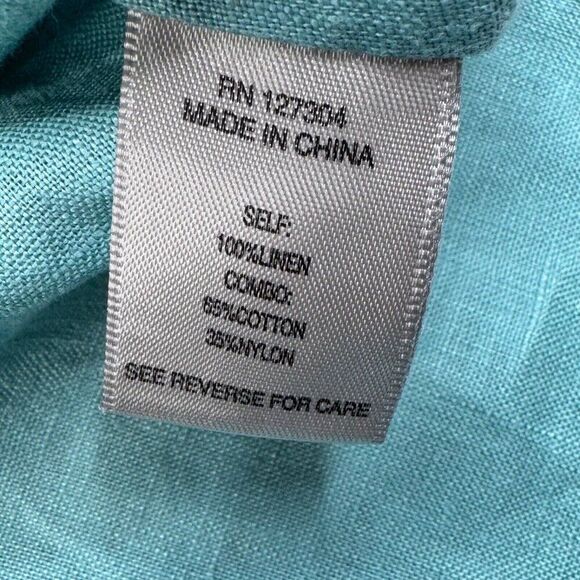 RN 127304
MADE IN CHINA
SELF:
100%LINEN
COMBO:
65%COTTON
35%NYLON
SEE REVERSE FOR CARE